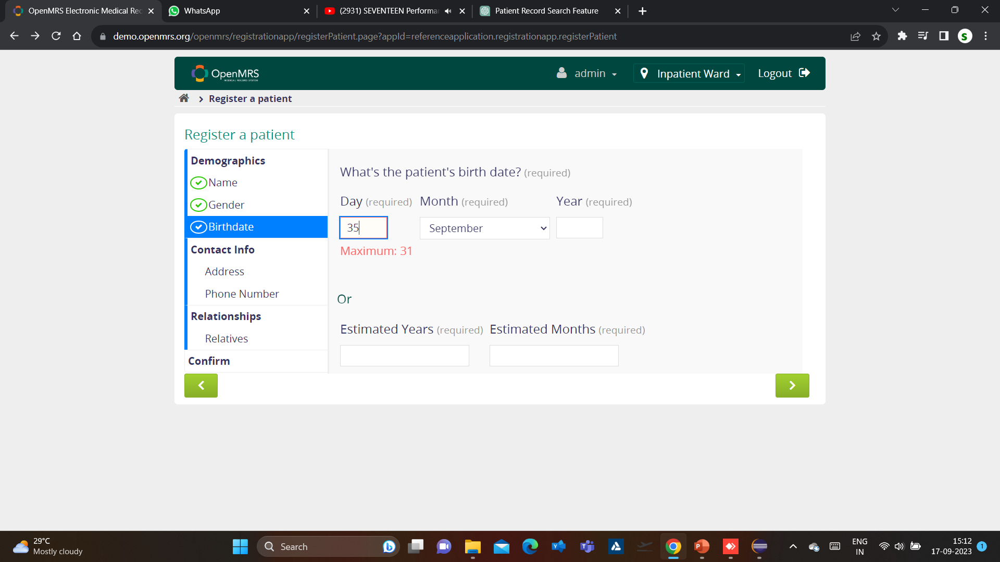 OpenMRS Electronic Medical Rec
WhatsApp
(2931) SEVENTEEN Performan
Patient Record Search Feature
demo.openmrs.org/openmrs/registrationapp/registerPatient.page?appId=referenceapplication.registrationapp.registerPatient
S
OpenMRS
MEDICAL RECORD SYSTEM
admin
Inpatient Ward
Logout
Register a patient
Register a patient
Demographics
Name
Gender
Birthdate
Contact Info
Address
Phone Number
Relationships
Relatives
Confirm
What's the patient's birth date? (required)
Day (required) Month (required) Year (required)
35 September
Maximum: 31
Or
Estimated Years (required) Estimated Months (required)
29°C
Mostly cloudy
Search
ENG
IN
15:12
17-09-2023
1